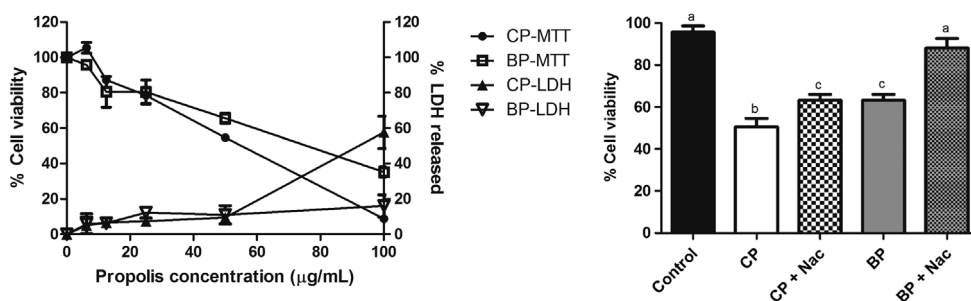 120
100
80
60
40
20
0
% Cell viability
0
20
40
60
80
100
Propolis concentration (μg/mL)
120
100
80
60
40
20
0
% LDH released
CP-MTT
BP-MTT
CP-LDH
BP-LDH
100
80
60
40
20
0
% Cell viability
a
b
c
c
a
Control
CP
CP + Nac
BP
BP + Nac